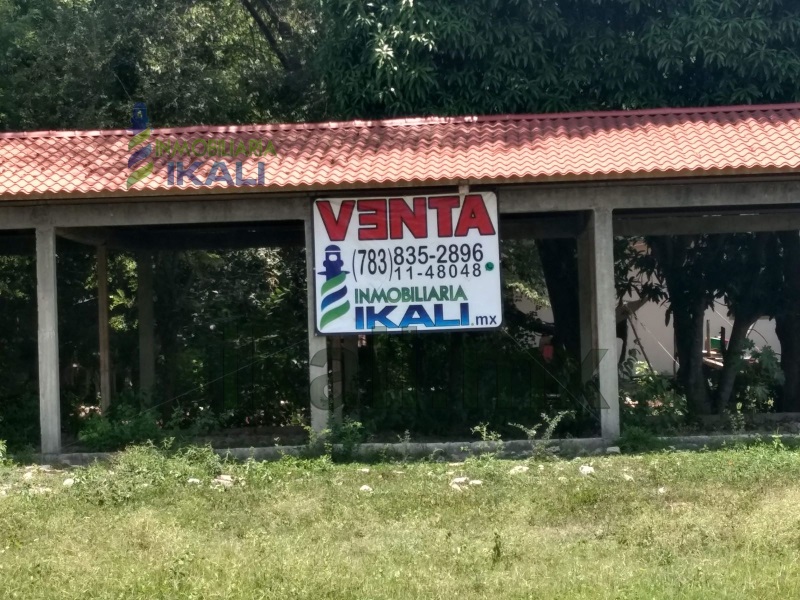 INMOBILIARIA
IKALI
VENTA
(783) 835-2896
11-48048
INMOBILIARIA
IKALI.mx